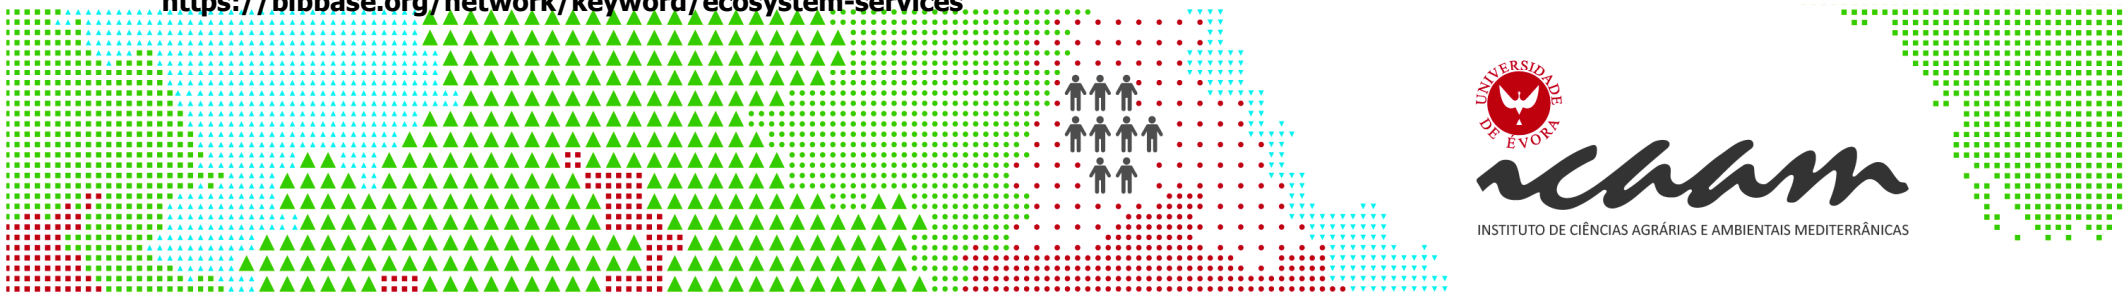 https://bibbase.org/network/keyword/ecosystem-services
UNIVERSIDADE
DE ÉVORA
icaam
INSTITUTO DE CIÊNCIAS AGRÁRIAS E AMBIENTAIS MEDITERRÂNICAS